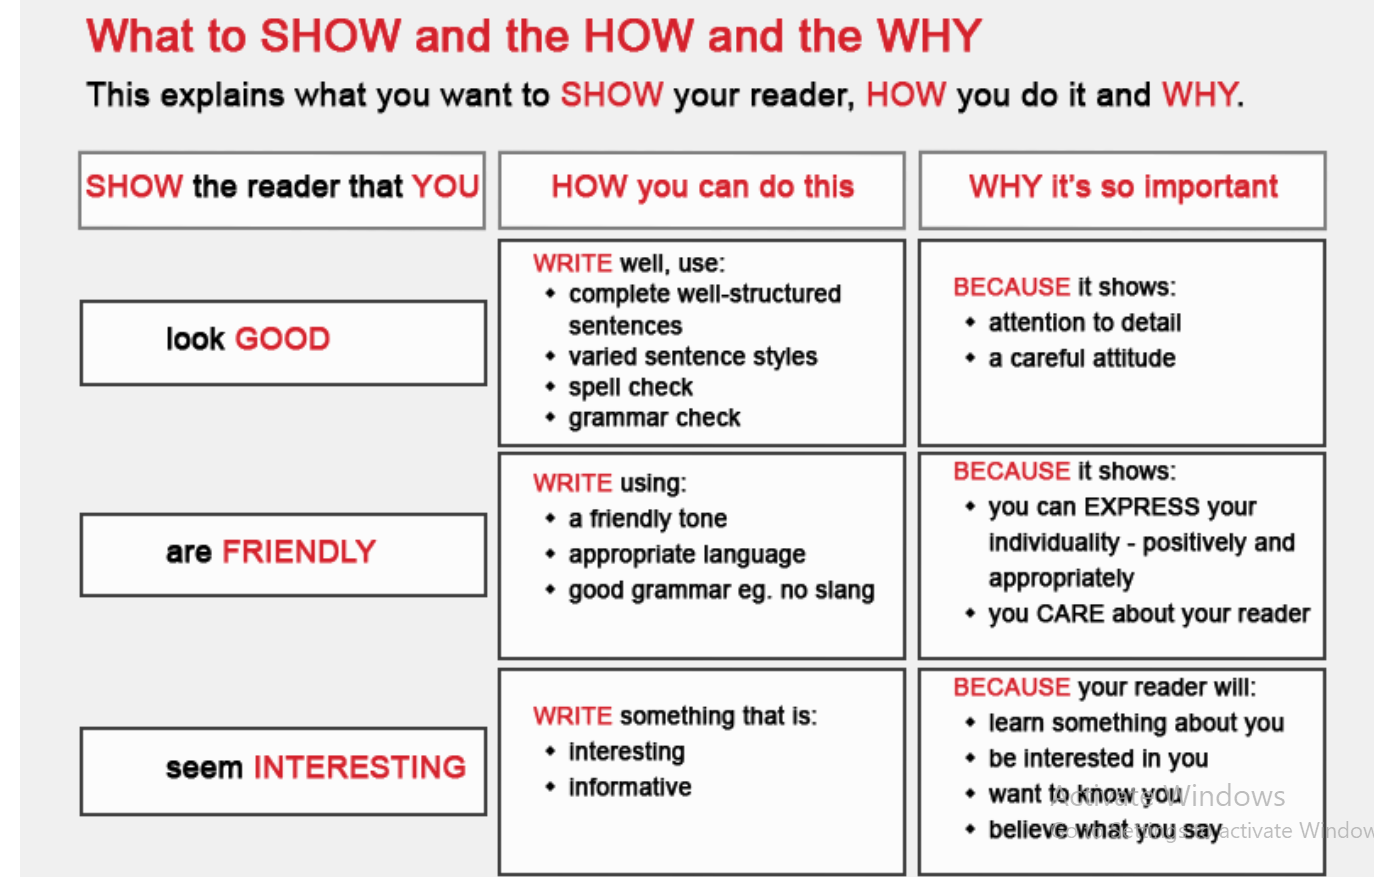 What to SHOW and the HOW and the WHY
This explains what you want to SHOW your reader, HOW you do it and WHY.
SHOW the reader that YOU
HOW you can do this
WHY it's so important
look GOOD
WRITE well, use:
• complete well-structured
sentences
• varied sentence styles
• spell check
• grammar check
BECAUSE it shows:
• attention to detail
• a careful attitude
are FRIENDLY
WRITE using:
• a friendly tone
• appropriate language
• good grammar eg. no slang
BECAUSE it shows:
• you can EXPRESS your
individuality - positively and
appropriately
• you CARE about your reader
seem INTERESTING
WRITE something that is:
• interesting
• informative
BECAUSE your reader will:
• learn something about you
• be interested in you
• want to know you
• believe what you say
Activate Windows
Go to Settings to activate Window